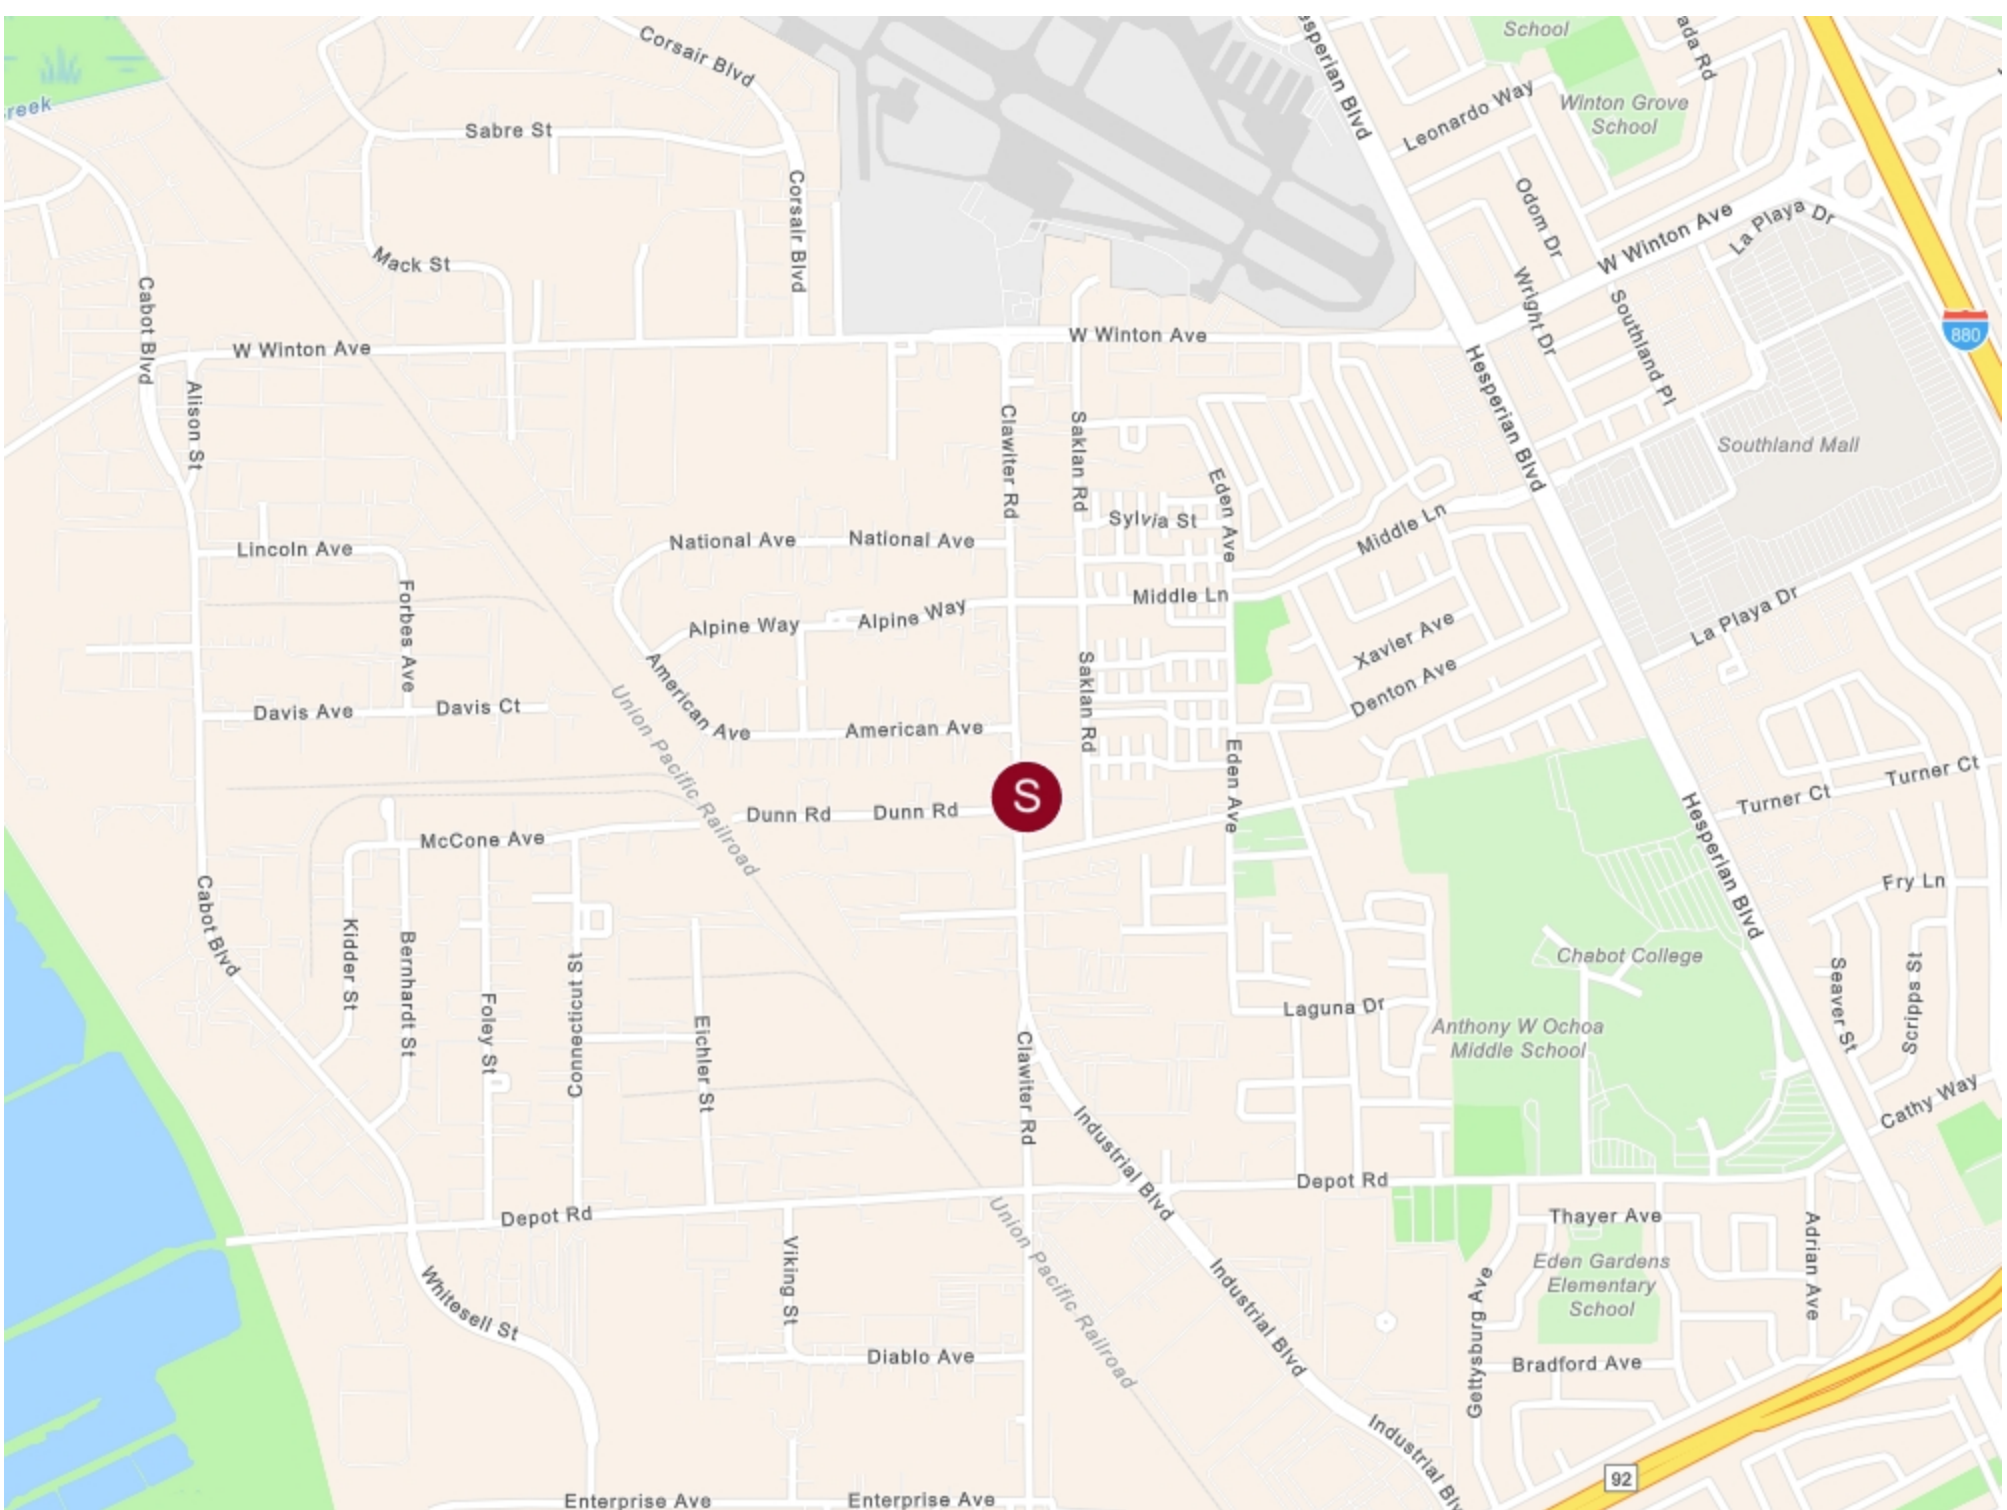 School
ada Rd
Corsair Blvd
esperian Blvd
Leonardo Way
Winton Grove
School
reek
Sabre St
Corsair Blvd
Odom Dr
La Playa Dr
W Winton Ave
Mack St
Cabot Blvd
Wright Dr
Southland Pl
880
W Winton Ave
W Winton Ave
Hesperian Blvd
Alison St
Clawiter Rd
Saklan Rd
Southland Mall
Eden Ave
Sylvia St
Middle Ln
National Ave
National Ave
Lincoln Ave
Forbes Ave
Middle Ln
Alpine Way
Alpine Way
La Playa Dr
Xavier Ave
American Ave
Saklan Rd
Denton Ave
Davis Ave
Davis Ct
Union Pacific Railroad
American Ave
Eden Ave
Turner Ct
Turner Ct
S
Dunn Rd
Dunn Rd
Hesperian Blvd
McCone Ave
Fry Ln
Cabot Blvd
Kidder St
Bernhardt St
Connecticut St
Chabot College
Seaver St
Scripps St
Foley St
Eichler St
Laguna Dr
Anthony W Ochoa
Middle School
Clawiter Rd
Industrial Blvd
Cathy Way
Depot Rd
Depot Rd
Union Pacific Railroad
Thayer Ave
Adrian Ave
Viking St
Whitesell St
Industrial Blvd
Gettysburg Ave
Eden Gardens
Elementary
School
Diablo Ave
Bradford Ave
Industrial Blv
92
Enterprise Ave
Enterprise Ave